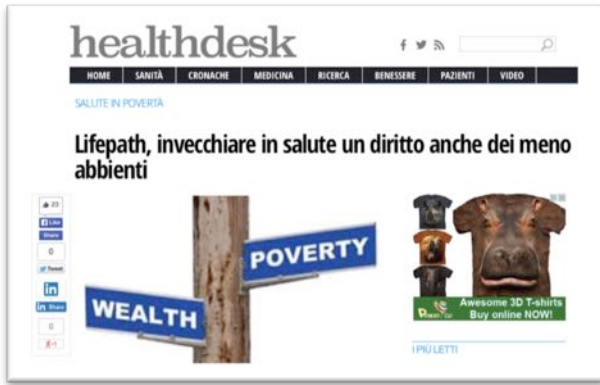 healthdesk
HOME SANITÀ CRONACHE MEDICINA RICERCA BENESSERE PAZIENTI VIDEO
SALUTE IN POVERTÀ
Lifepath, invecchiare in salute un diritto anche dei meno
abbienti
23
Like
Share
0
Tweet
in
in Share
0
+1
POVERTY
WEALTH
Awesome 3D T-shirts
Buy online NOW!
I PIÙ LETTI